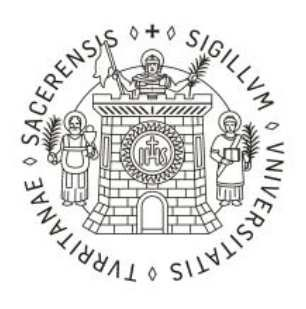 + SIGILLVM ◊ VNIVERSITATIS ◊ TVRRITANAE ◊ SACERENSIS ◊
IHS